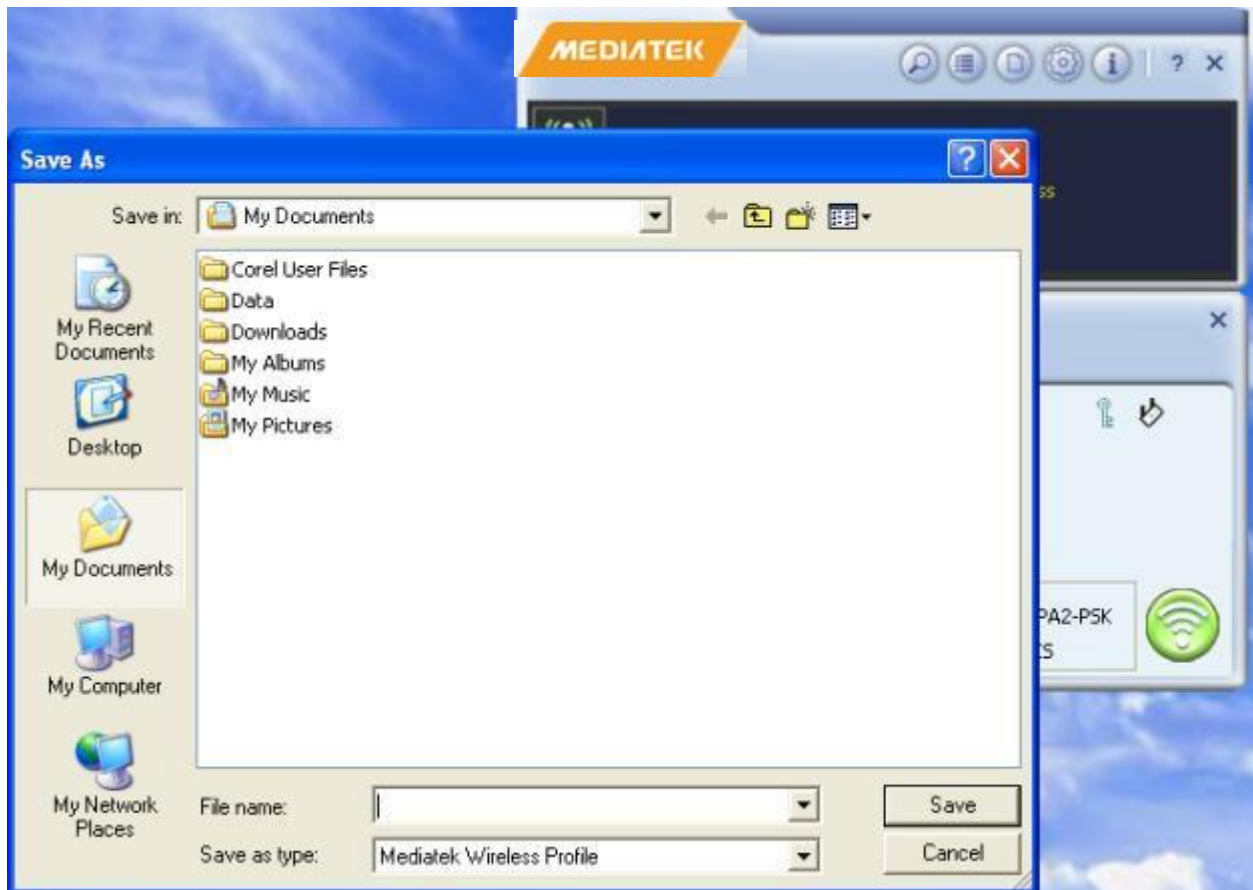 MEDIATEK
? ×
Save As
Save in: My Documents
Corel User Files
Data
Downloads
My Albums
My Music
My Pictures
My Recent
Documents
Desktop
My Documents
My Computer
My Network
Places
File name:
Save
Save as type: Mediatek Wireless Profile
Cancel
ss
PA2-PSK